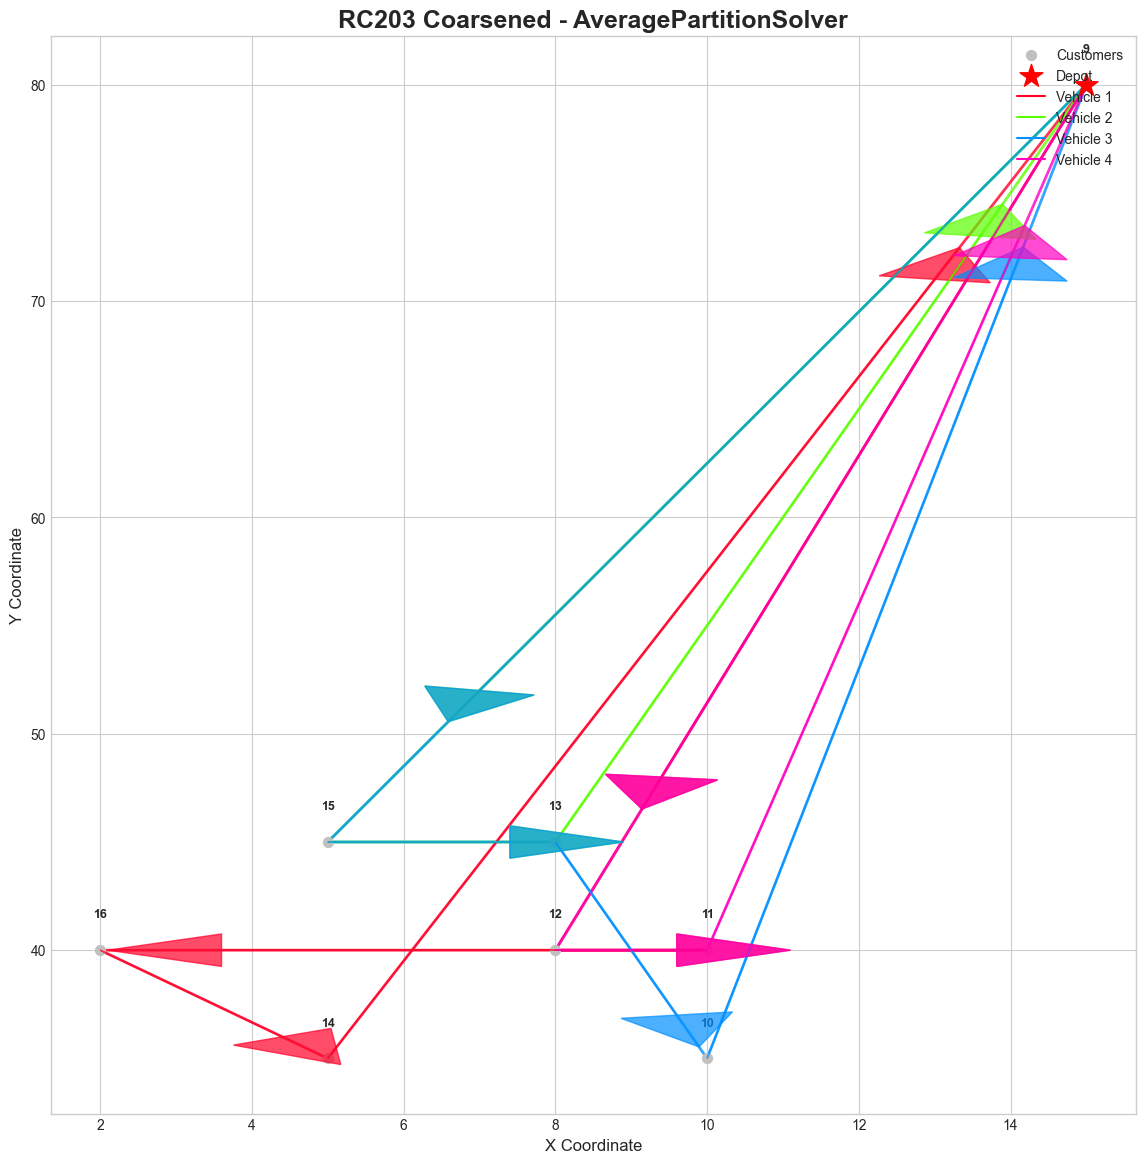 RC203 Coarsened - AveragePartitionSolver
9
Customers
Depot
Vehicle 1
Vehicle 2
Vehicle 3
Vehicle 4
80
70
60
50
40
Y Coordinate
15
13
16
12
11
14
10
2
4
6
8
10
12
14
X Coordinate